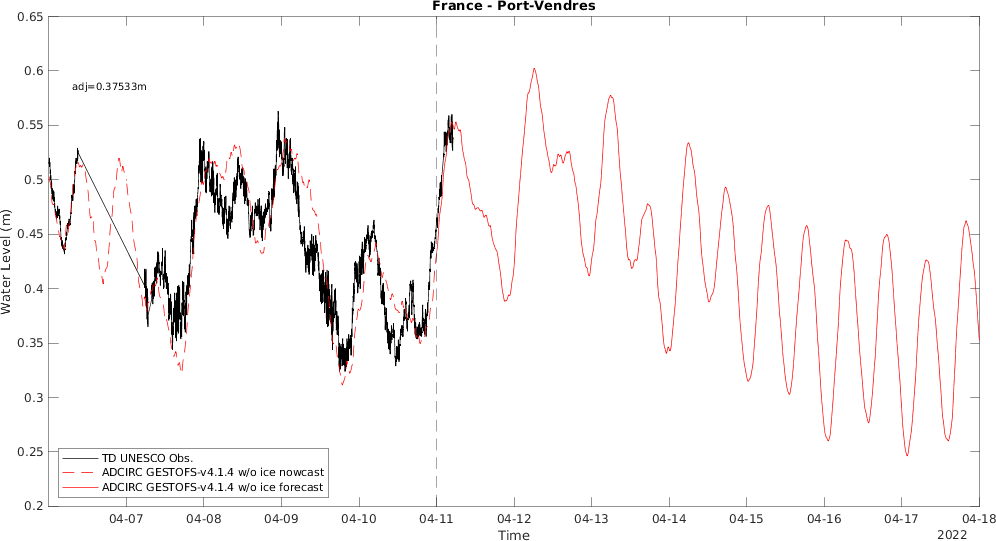 France - Port-Vendres
adj=0.37533m
Water Level (m)
0.65
0.6
0.55
0.5
0.45
0.4
0.35
0.3
0.25
0.2
TD UNESCO Obs.
ADCIRC GESTOFS-v4.1.4 w/o ice nowcast
ADCIRC GESTOFS-v4.1.4 w/o ice forecast
04-07 04-08 04-09 04-10 04-11 04-12 04-13 04-14 04-15 04-16 04-17 04-18
Time
2022